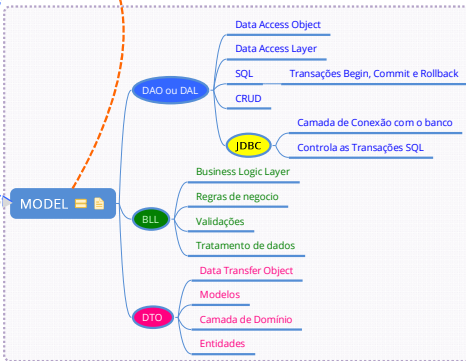 MODEL
DAO ou DAL
Data Access Object
Data Access Layer
SQL
Transações Begin, Commit e Rollback
CRUD
JDBC
Camada de Conexão com o banco
Controla as Transações SQL
BLL
Business Logic Layer
Regras de negocio
Validações
Tratamento de dados
DTO
Data Transfer Object
Modelos
Camada de Domínio
Entidades